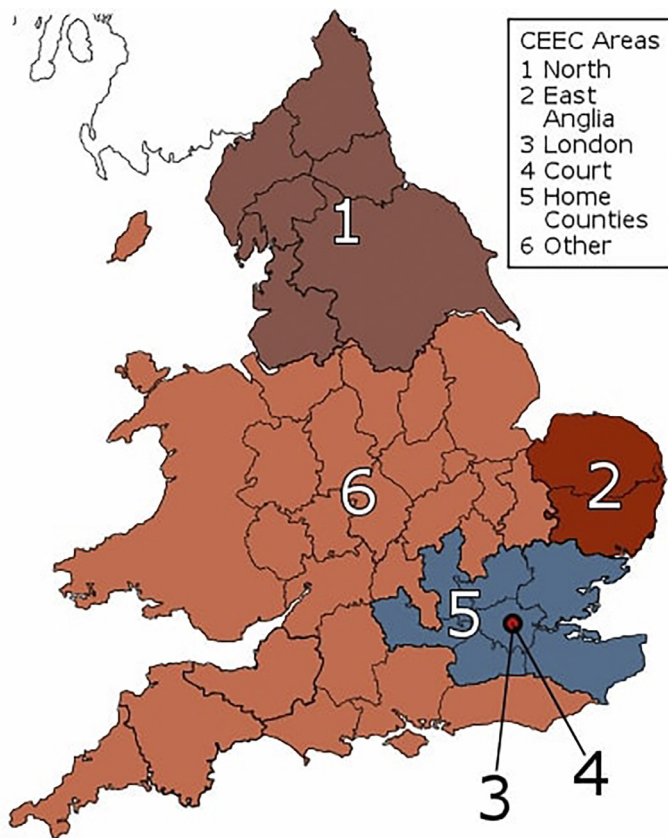 CEEC Areas
1 North
2 East
Anglia
3 London
4 Court
5 Home
Counties
6 Other
1
2
6
5
4
3